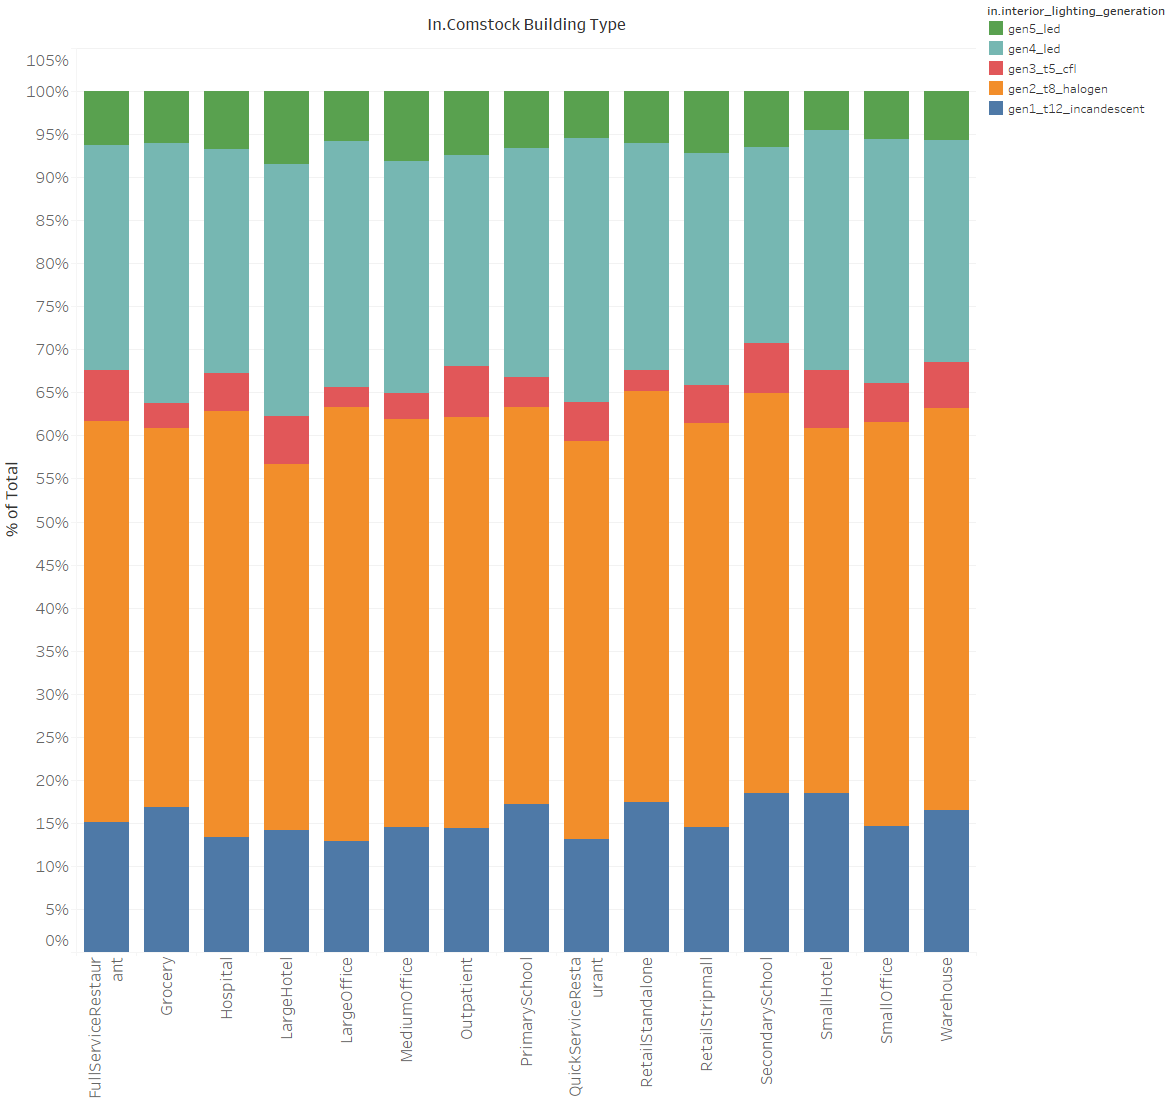 In.Comstock Building Type
in.interior_lighting_generation
gen5_led
gen4_led
gen3_t5_cfl
gen2_t8_halogen
gen1_t12_incandescent
% of Total
105%
100%
95%
90%
85%
80%
75%
70%
65%
60%
55%
50%
45%
40%
35%
30%
25%
20%
15%
10%
5%
0%
FullServiceRestaur
ant
Grocery
Hospital
LargeHotel
LargeOffice
MediumOffice
Outpatient
PrimarySchool
QuickServiceResta
urant
RetailStandalone
RetailStripmall
SecondarySchool
SmallHotel
SmallOffice
Warehouse